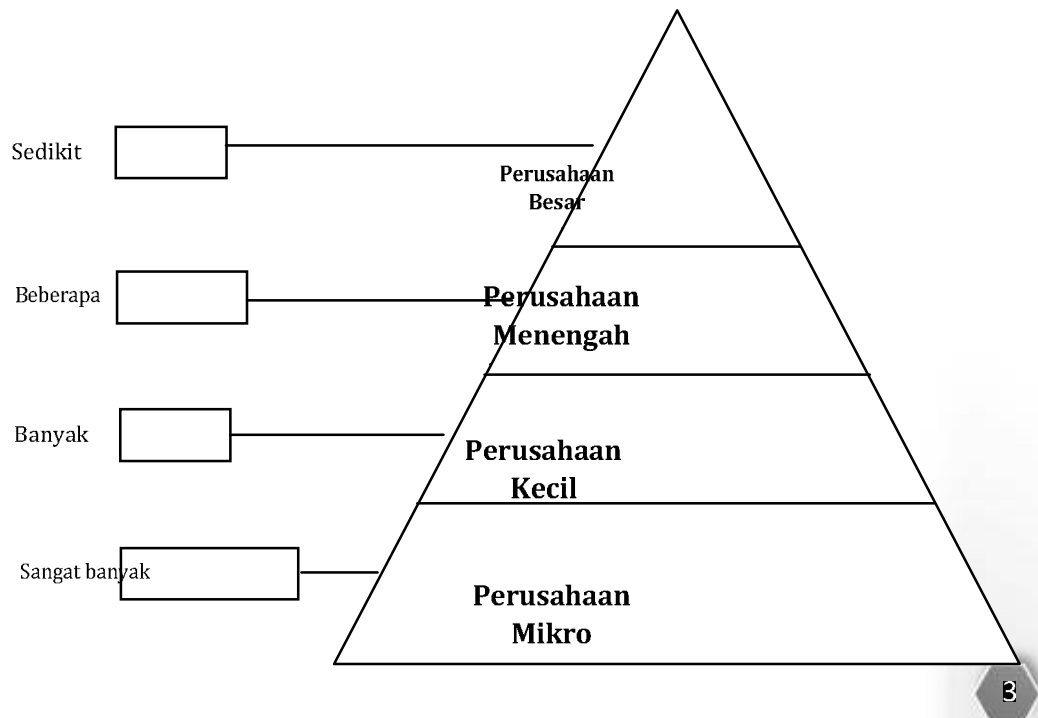 Sedikit
Perusahaan
Besar
Beberapa
Perusahaan
Menengah
Banyak
Perusahaan
Kecil
Sangat banyak
Perusahaan
Mikro
3